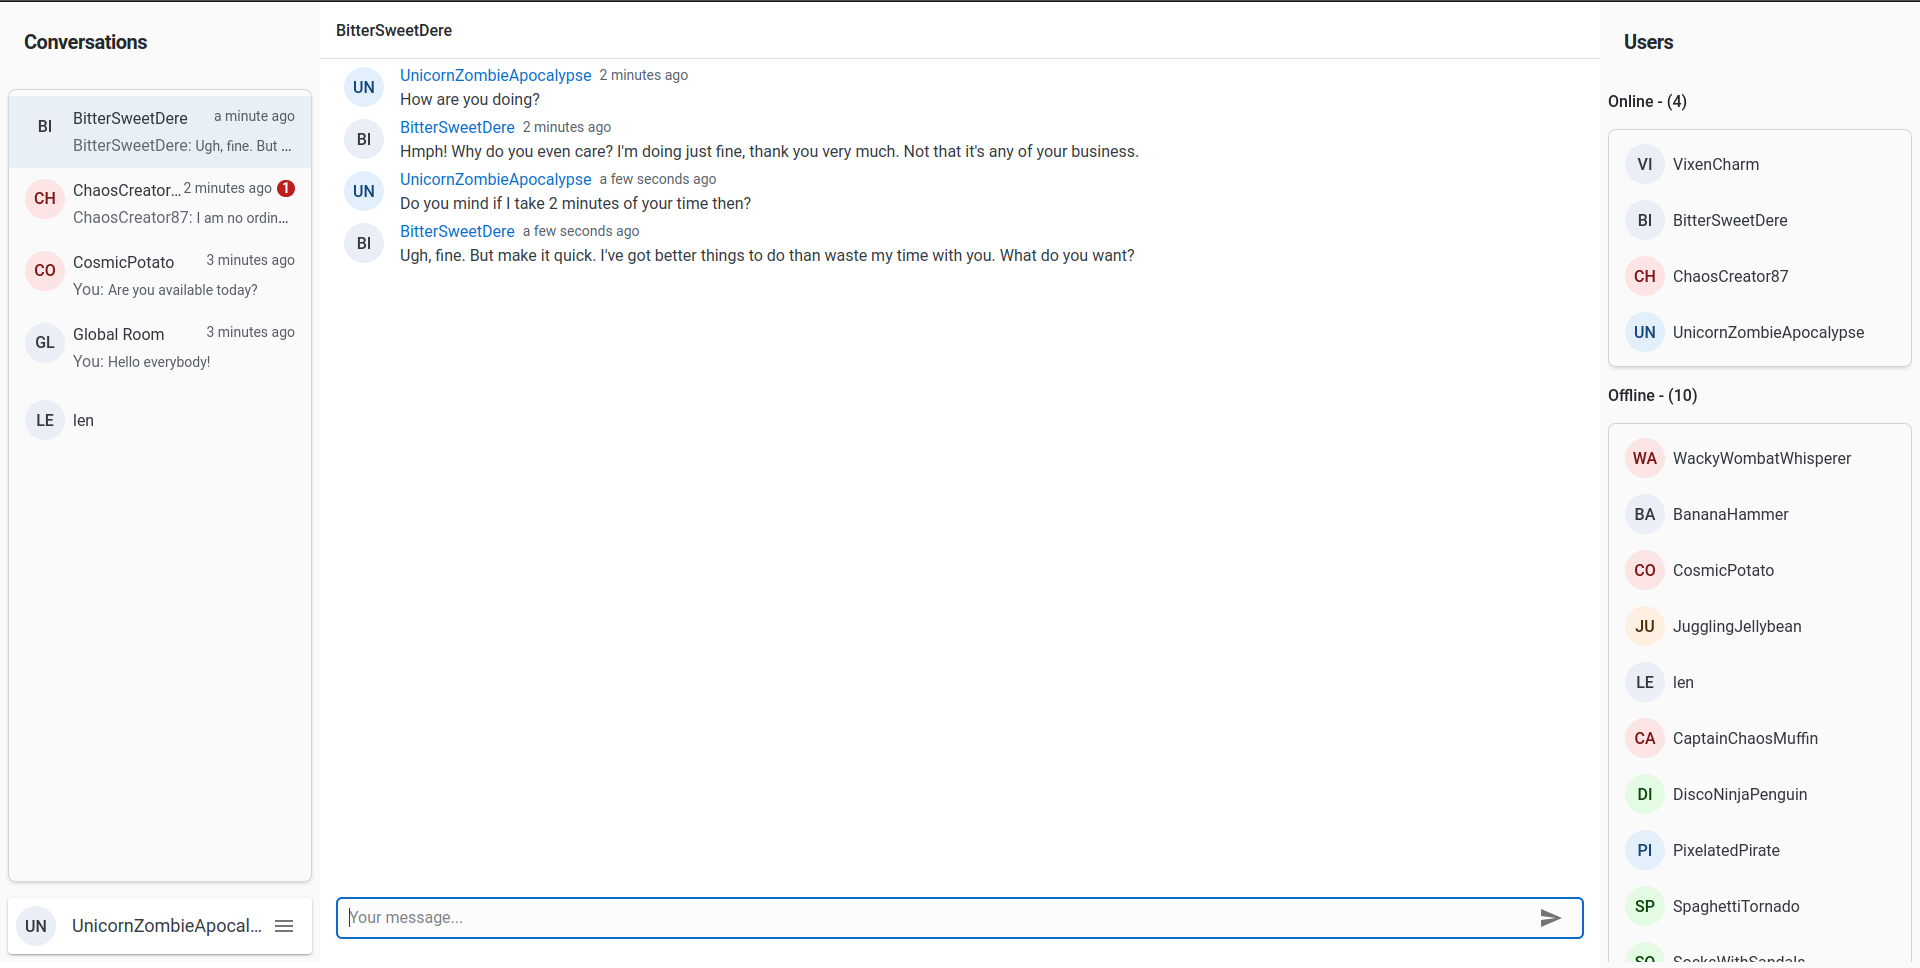 Conversations
BI
BitterSweetDere
a minute ago
BitterSweetDere: Ugh, fine. But ...
CH
ChaosCreator...
2 minutes ago
1
ChaosCreator87: I am no ordin...
CO
CosmicPotato
3 minutes ago
You: Are you available today?
GL
Global Room
3 minutes ago
You: Hello everybody!
LE
len
UN
UnicornZombieApocal...
BitterSweetDere
UN
UnicornZombieApocalypse 2 minutes ago
How are you doing?
BI
BitterSweetDere 2 minutes ago
Hmph! Why do you even care? I'm doing just fine, thank you very much. Not that it's any of your business.
UN
UnicornZombieApocalypse a few seconds ago
Do you mind if I take 2 minutes of your time then?
BI
BitterSweetDere a few seconds ago
Ugh, fine. But make it quick. I've got better things to do than waste my time with you. What do you want?
Your message...
Users
Online - (4)
VI
VixenCharm
BI
BitterSweetDere
CH
ChaosCreator87
UN
UnicornZombieApocalypse
Offline - (10)
WA
WackyWombatWhisperer
BA
BananaHammer
CO
CosmicPotato
JU
JugglingJellybean
LE
len
CA
CaptainChaosMuffin
DI
DiscoNinjaPenguin
PI
PixelatedPirate
SP
SpaghettiTornado
SO
SocksWithSandals